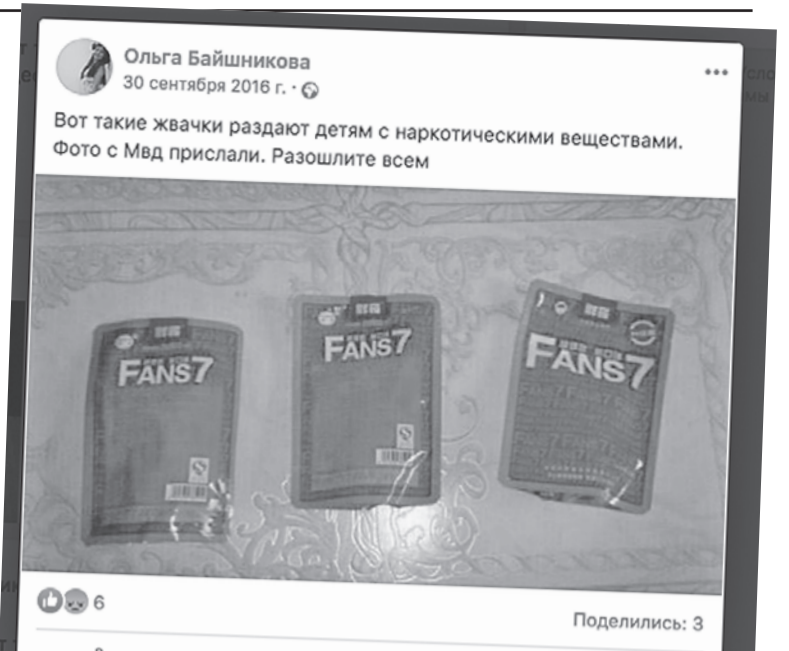 Ольга Байшникова
30 сентября 2016 г. ·
Вот такие жвачки раздают детям с наркотическими веществами.
Фото с Мвд прислали. Разошлите всем
FANS7
FANS7
FANS7
6
Поделились: 3